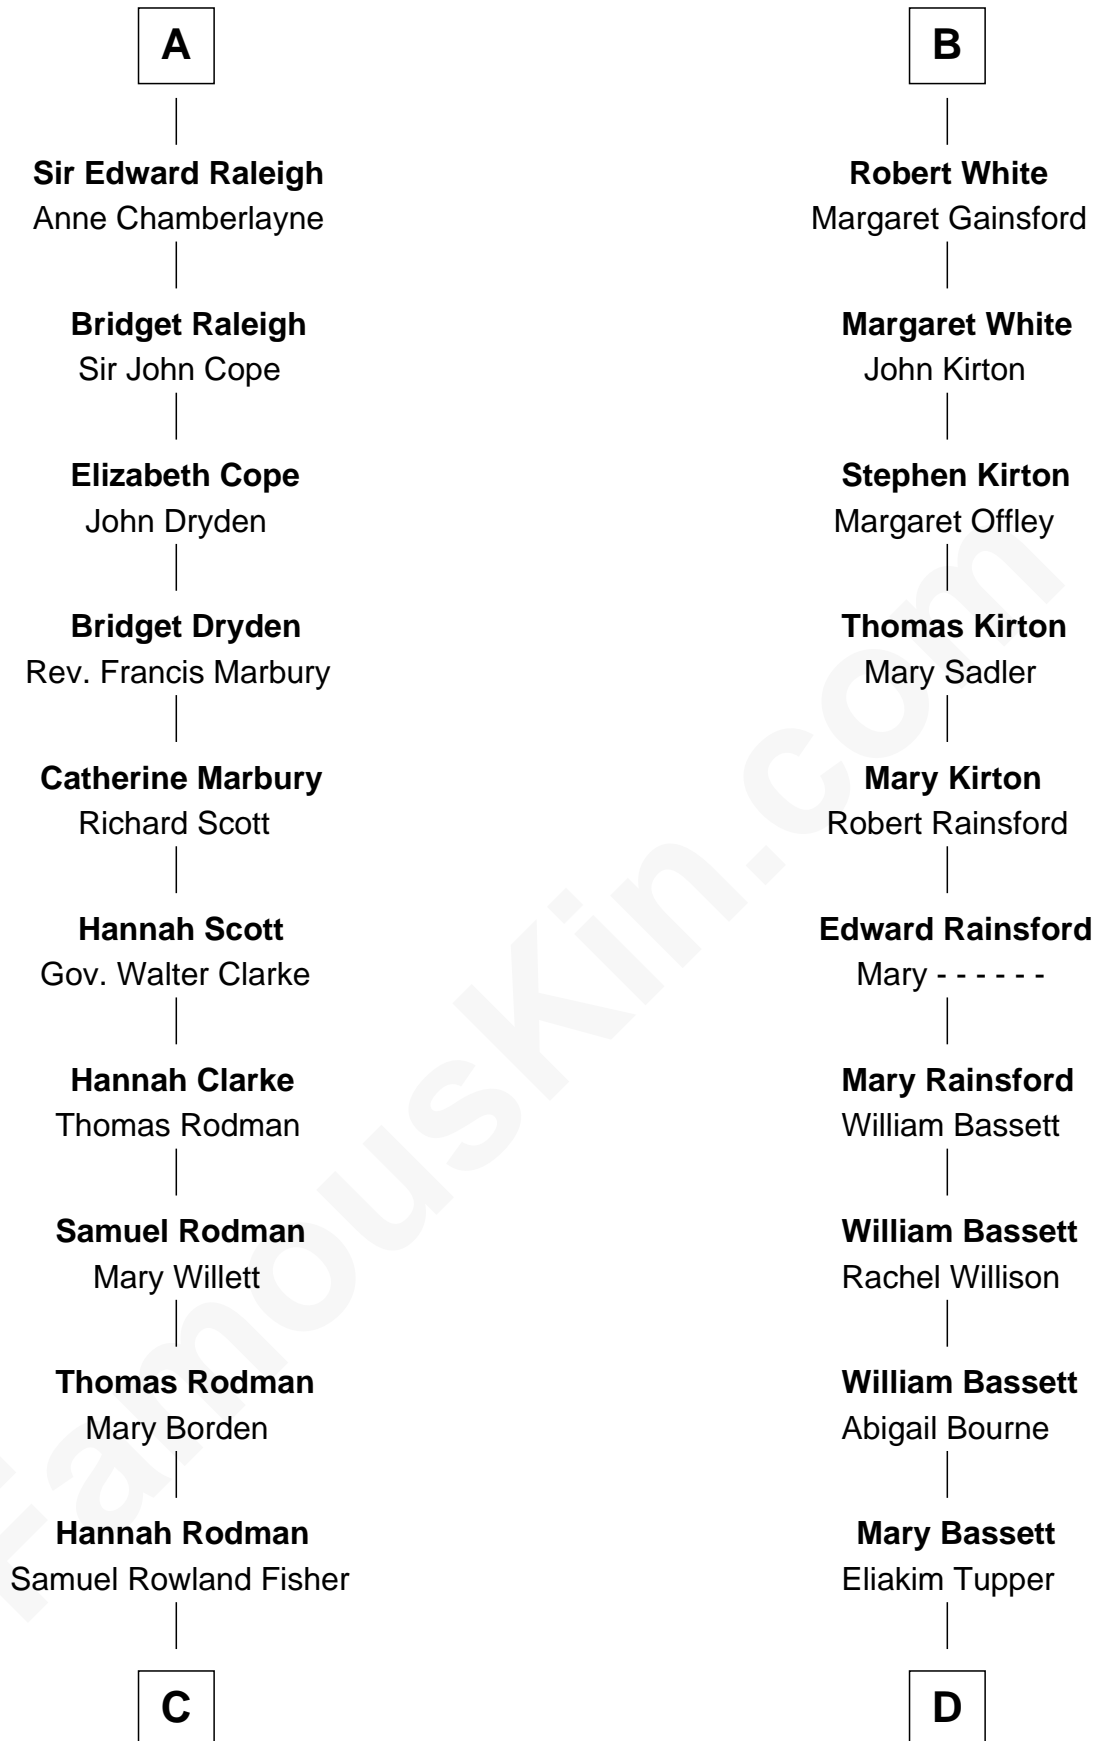 A
Sir Edward Raleigh
Anne Chamberlayne
Bridget Raleigh
Sir John Cope
Elizabeth Cope
John Dryden
Bridget Dryden
Rev. Francis Marbury
Catherine Marbury
Richard Scott
Hannah Scott
Gov. Walter Clarke
Hannah Clarke
Thomas Rodman
Samuel Rodman
Mary Willett
Thomas Rodman
Mary Borden
Hannah Rodman
Samuel Rowland Fisher
C
B
Robert White
Margaret Gainsford
Margaret White
John Kirton
Stephen Kirton
Margaret Offley
Thomas Kirton
Mary Sadler
Mary Kirton
Robert Rainsford
Edward Rainsford
Mary - - - - - -
Mary Rainsford
William Bassett
William Bassett
Rachel Willison
William Bassett
Abigail Bourne
Mary Bassett
Eliakim Tupper
D
FamousKin.com